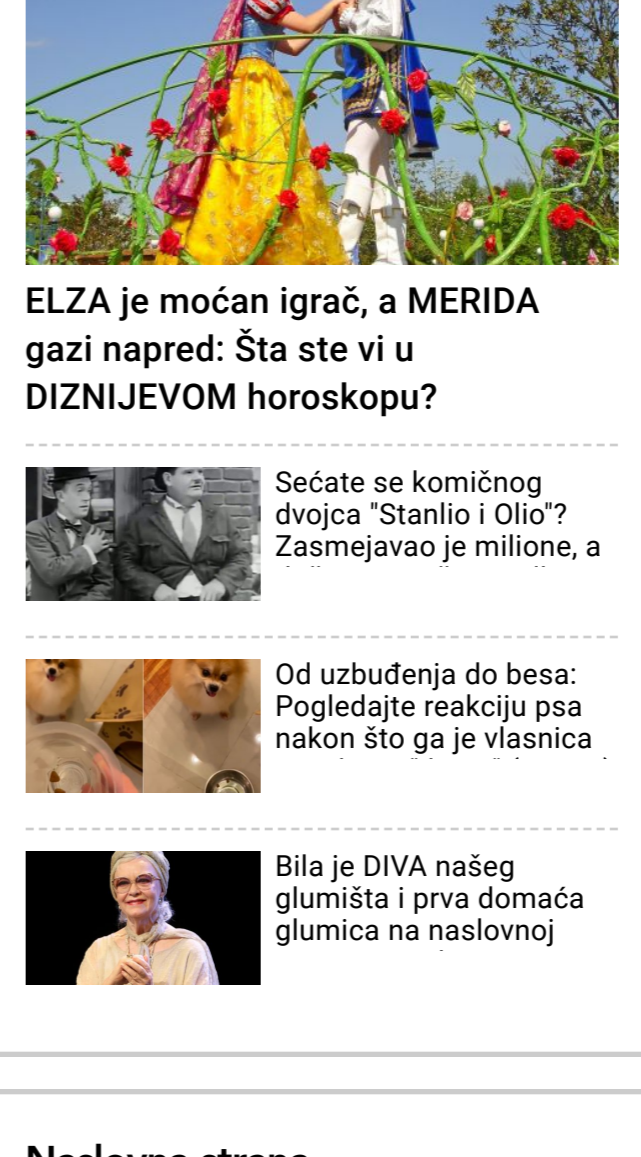 ELZA je moćan igrač, a MERIDA
gazi napred: Šta ste vi u
DIZNIJEVOM horoskopu?
Sećate se komičnog
dvojca "Stanlio i Olio"?
Zasmejavao je milione, a
Od uzbuđenja do besa:
Pogledajte reakciju psa
nakon što ga je vlasnica
Bila je DIVA našeg
glumišta i prva domaća
glumica na naslovnoj
Naslovna strana